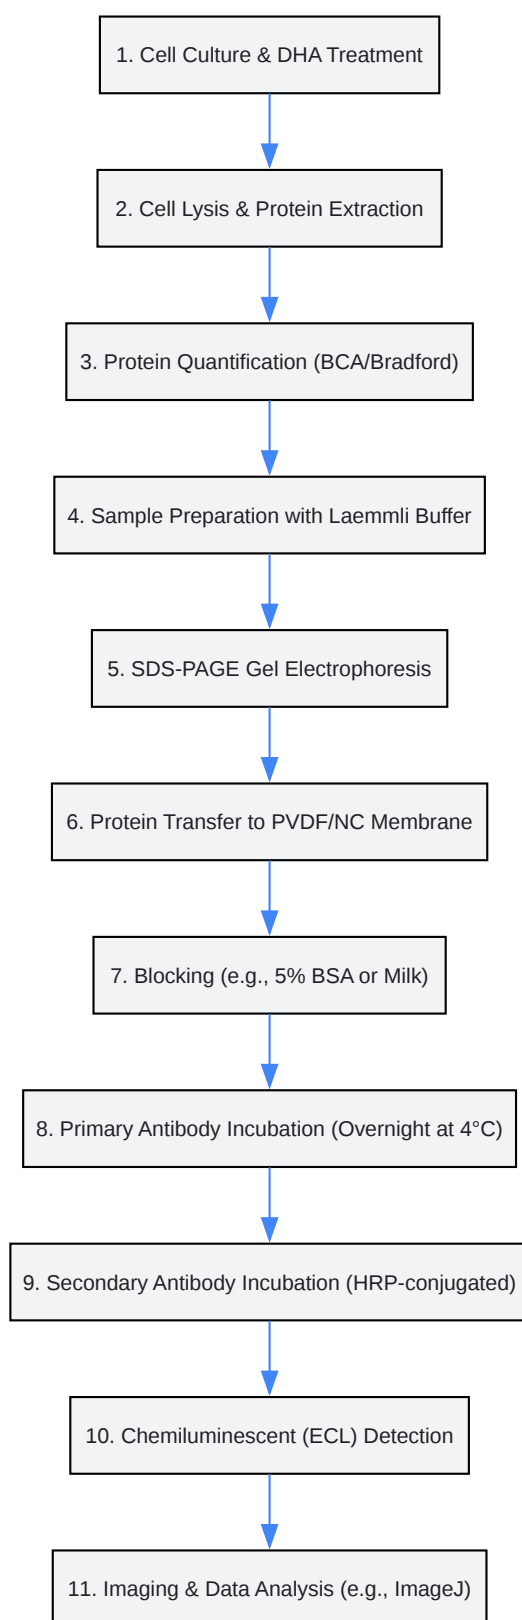 1. Cell Culture & DHA Treatment
2. Cell Lysis & Protein Extraction
3. Protein Quantification (BCA/Bradford)
4. Sample Preparation with Laemmli Buffer
5. SDS-PAGE Gel Electrophoresis
6. Protein Transfer to PVDF/NC Membrane
7. Blocking (e.g., 5% BSA or Milk)
8. Primary Antibody Incubation (Overnight at 4°C)
9. Secondary Antibody Incubation (HRP-conjugated)
10. Chemiluminescent (ECL) Detection
11. Imaging & Data Analysis (e.g., ImageJ)